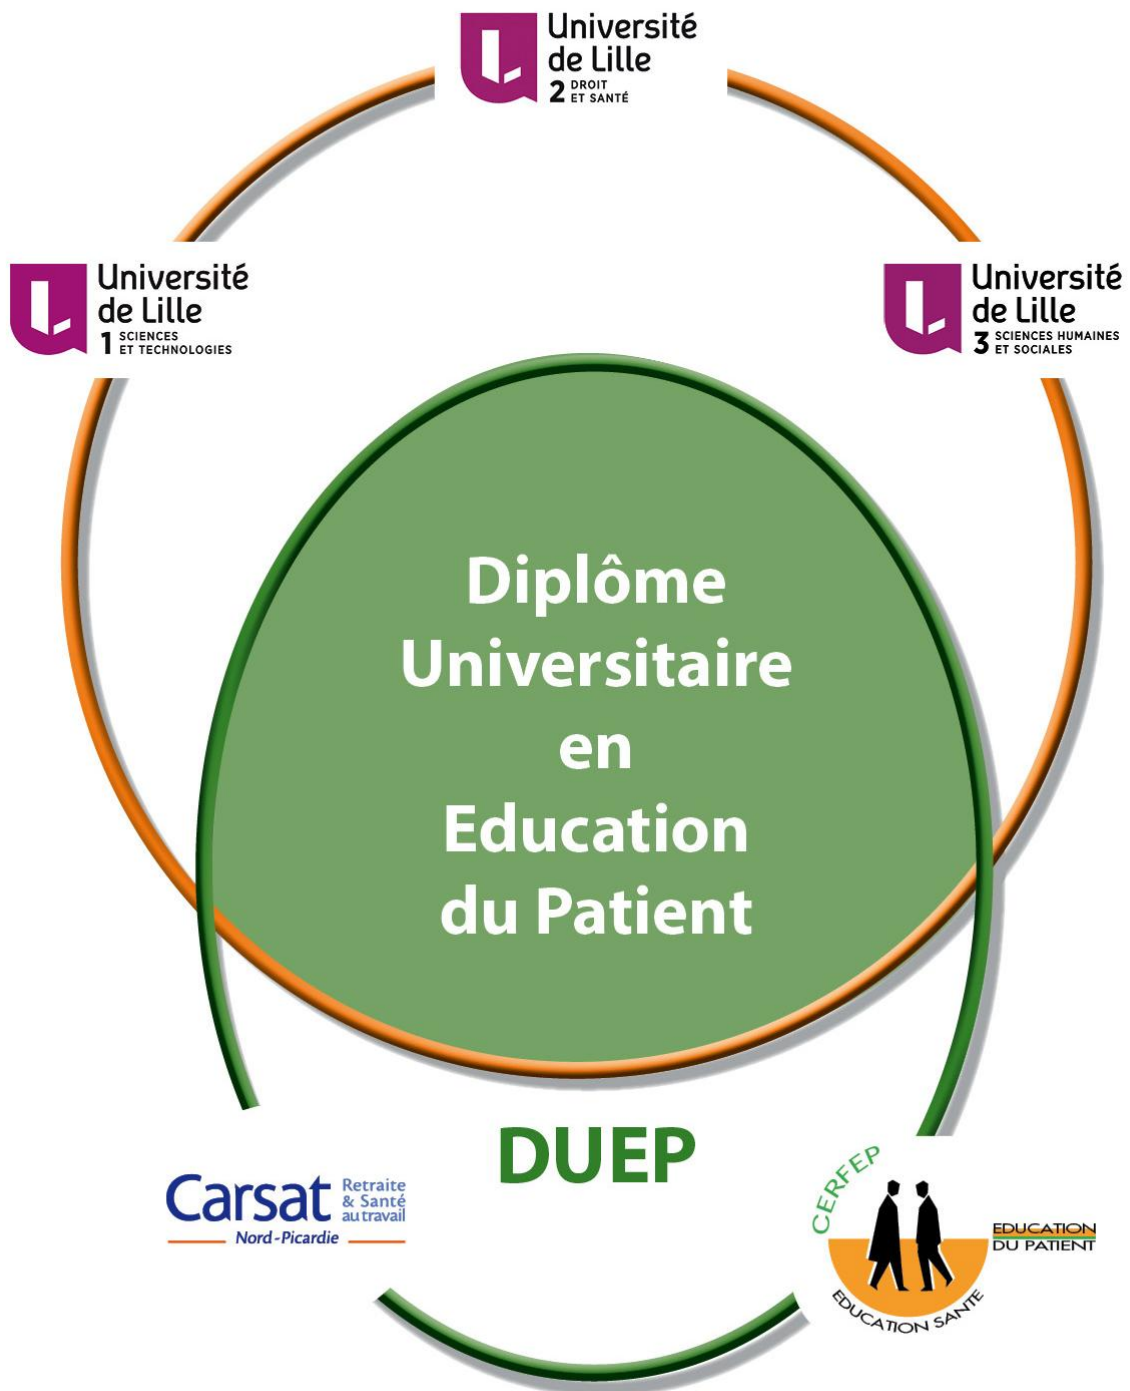 Université
de Lille
2 DROIT
ET SANTÉ
Université
de Lille
1 SCIENCES
ET TECHNOLOGIES
Université
de Lille
3 SCIENCES HUMAINES
ET SOCIALES
Diplôme
Universitaire
en
Education
du Patient
DUEP
Carsat
Retraite
& Santé
au travail
Nord-Picardie
CERFEP
EDUCATION
DU PATIENT
EDUCATION SANTE